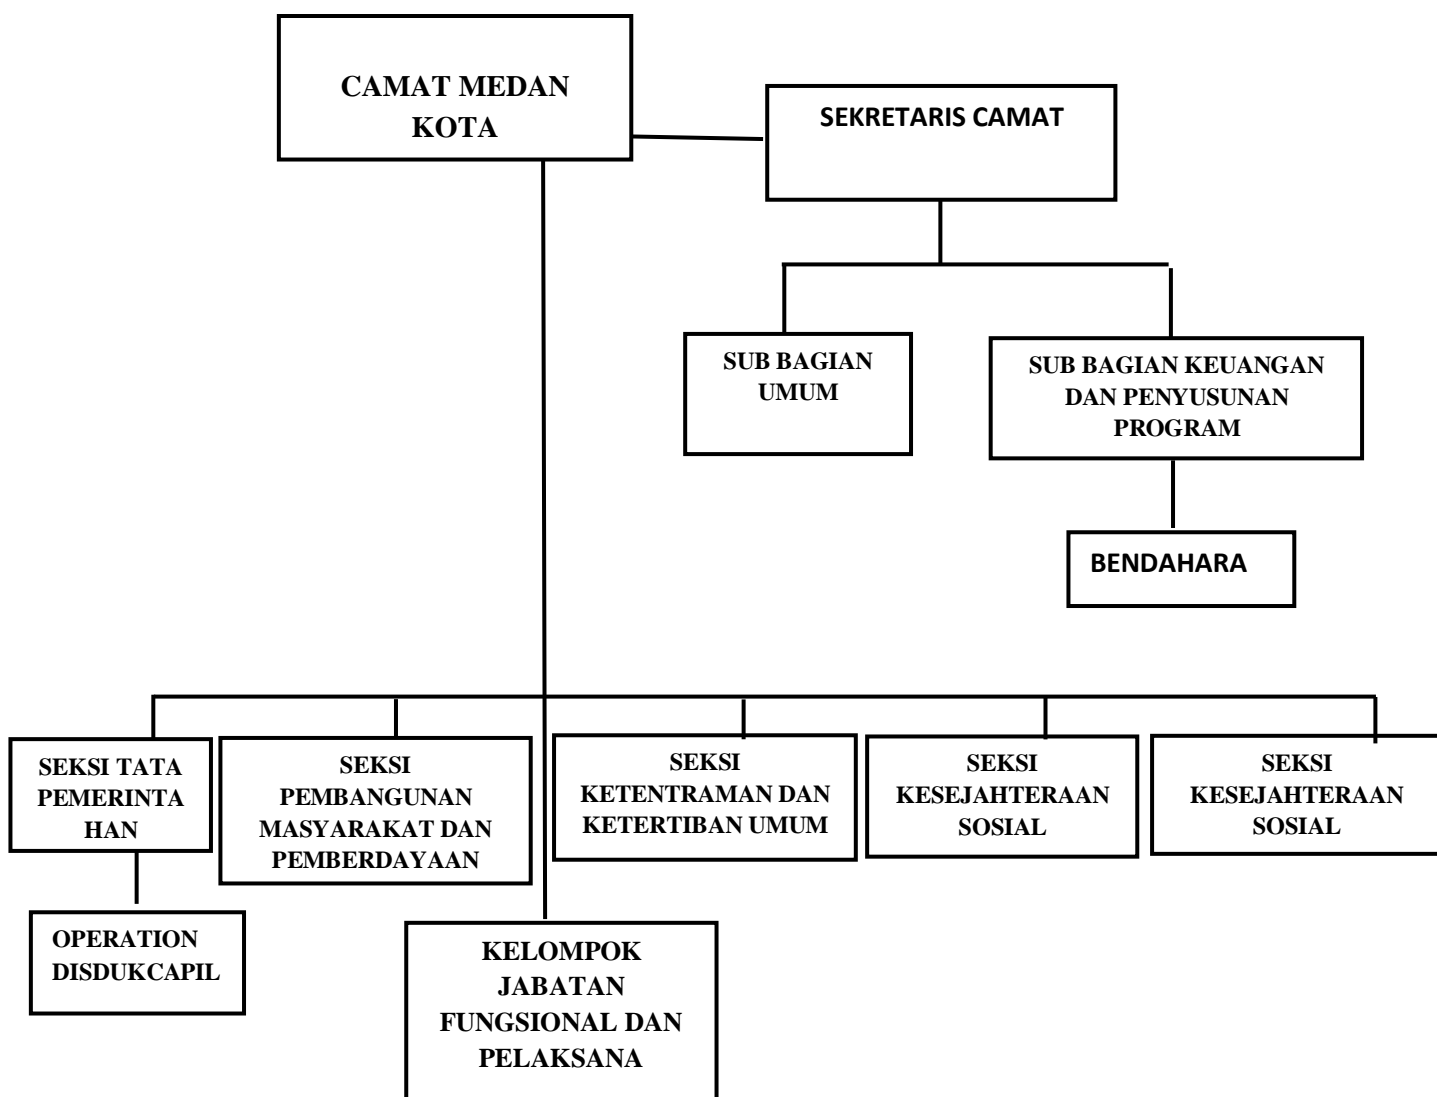 CAMAT MEDAN
KOTA
SEKRETARIS CAMAT
SUB BAGIAN
UMUM
SUB BAGIAN KEUANGAN
DAN PENYUSUNAN
PROGRAM
BENDAHARA
SEKSI TATA
PEMERINTA
HAN
SEKSI
PEMBANGUNAN
MASYARAKAT DAN
PEMBERDAYAAN
SEKSI
KETENTRAMAN DAN
KETERTIBAN UMUM
SEKSI
KESEJAHTERAAN
SOSIAL
SEKSI
KESEJAHTERAAN
SOSIAL
OPERATION
DISDUKCAPIL
KELOMPOK
JABATAN
FUNGSIONAL DAN
PELAKSANA